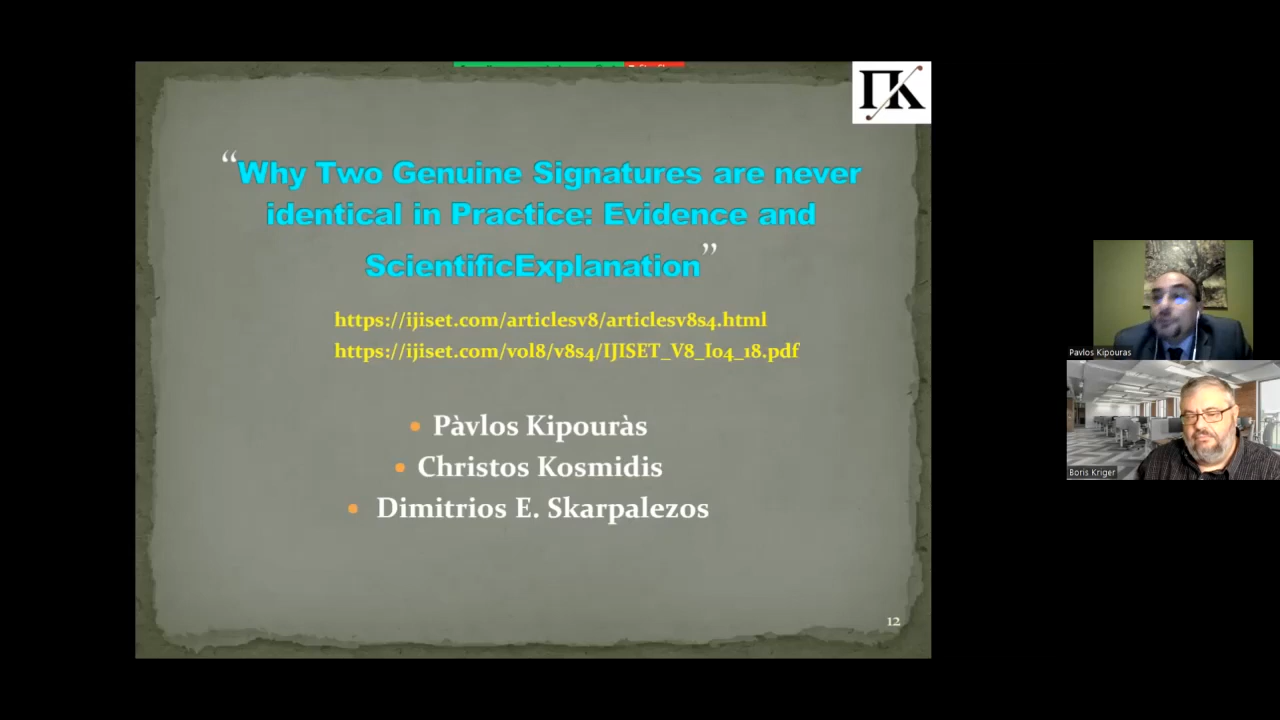 ΠΚ
“Why Two Genuine Signatures are never
identical in Practice: Evidence and
ScientificExplanation”
https://ijiset.com/articlesv8/articlesv8s4.html
https://ijiset.com/vol8/v8s4/IJISET_V8_I04_18.pdf
• Pàvlos Kipouràs
• Christos Kosmidis
• Dimitrios E. Skarpalezos
12
Pavlos Kipouras
Boris Kriger